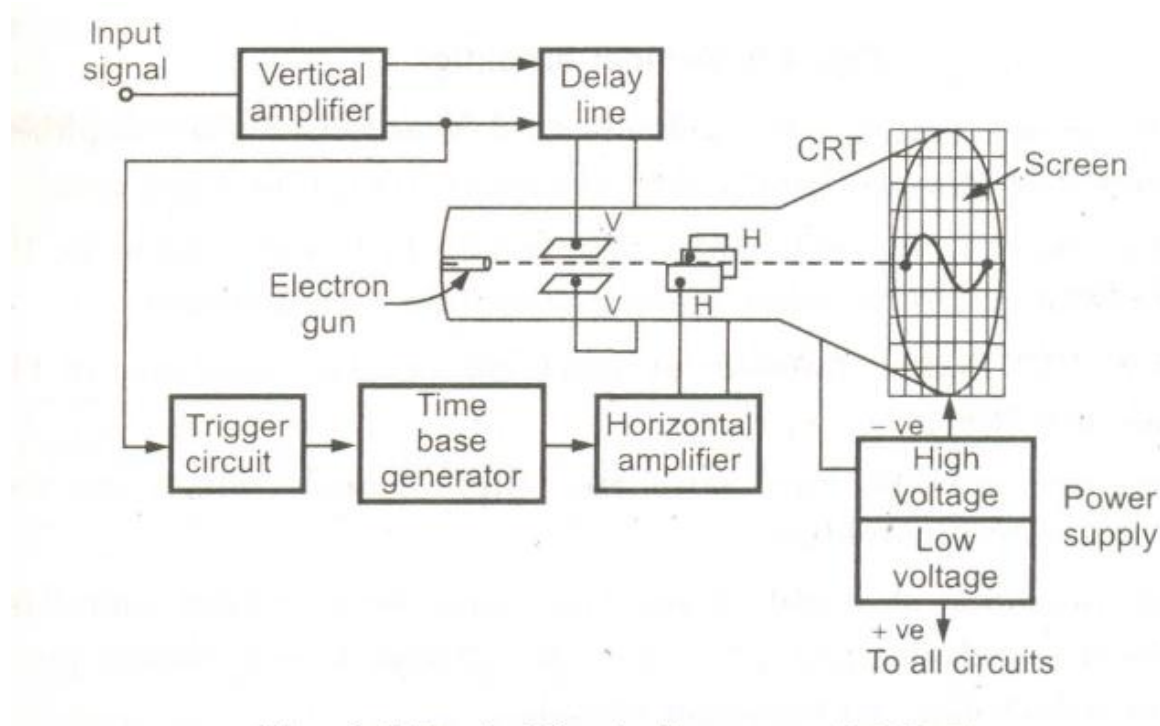 Input
signal
Vertical
amplifier
Delay
line
CRT
Screen
V
H
Electron
gun
V
H
Trigger
circuit
Time
base
generator
Horizontal
amplifier
– ve
High
voltage
Low
voltage
Power
supply
+ ve
To all circuits